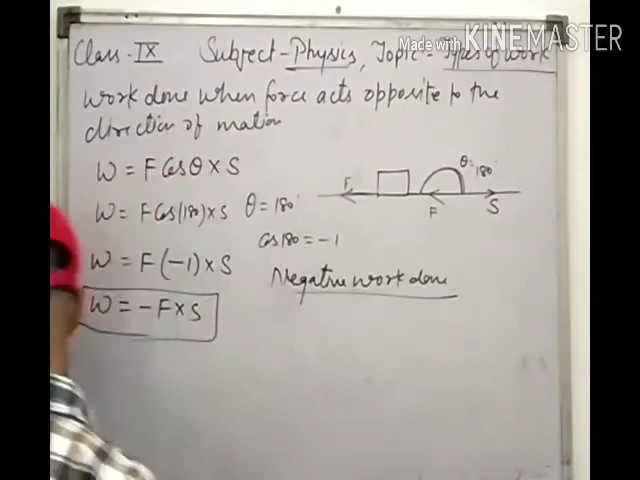 Made with KINEMASTER
Class-IX Subject-Physics, Topic-Types of work
Work done when force acts opposite to the
direction of motion
W = F Cos θ × S
W = F Cos(180) × S θ = 180°
cos 180 = -1
W = F(-1) × S
Negative work done
W = -F × S
θ = 180°
F
F
S